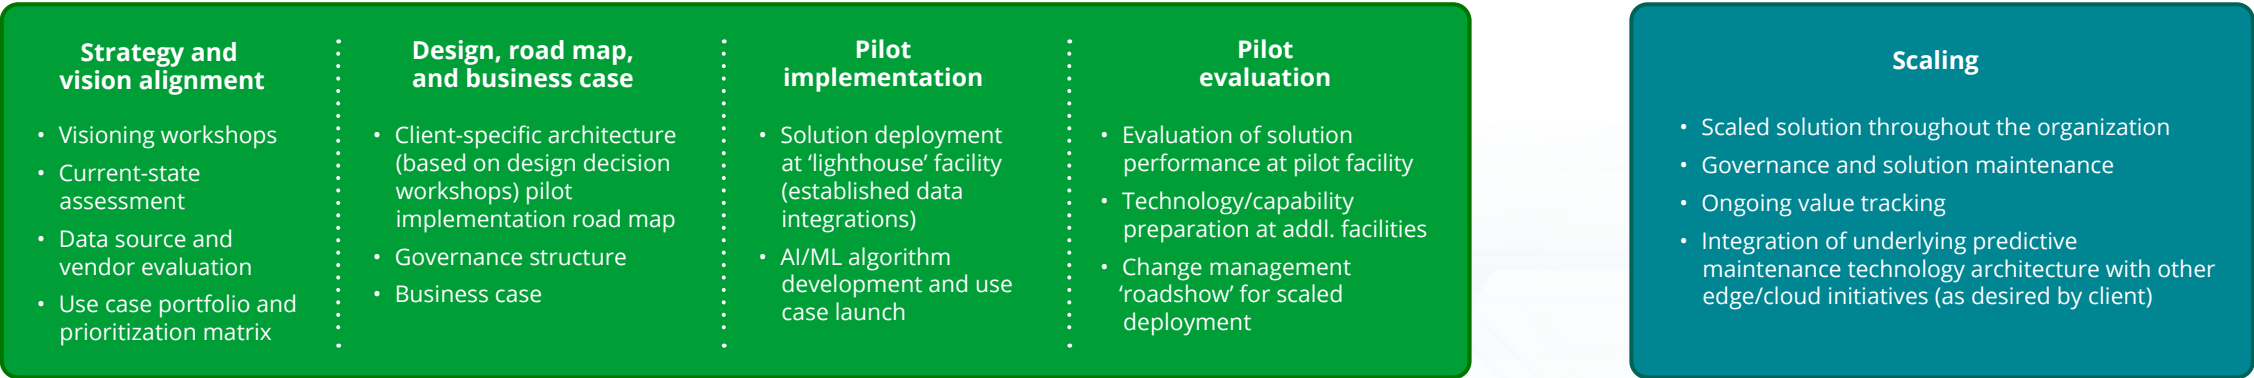 Strategy and
vision alignment
• Visioning workshops
• Current-state
assessment
• Data source and
vendor evaluation
• Use case portfolio and
prioritization matrix
Design, road map,
and business case
• Client-specific architecture
(based on design decision
workshops) pilot
implementation road map
• Governance structure
• Business case
Pilot
implementation
• Solution deployment
at ‘lighthouse’ facility
(established data
integrations)
• AI/ML algorithm
development and use
case launch
Pilot
evaluation
• Evaluation of solution
performance at pilot facility
• Technology/capability
preparation at addl. facilities
• Change management
‘roadshow’ for scaled
deployment
Scaling
• Scaled solution throughout the organization
• Governance and solution maintenance
• Ongoing value tracking
• Integration of underlying predictive
maintenance technology architecture with other
edge/cloud initiatives (as desired by client)